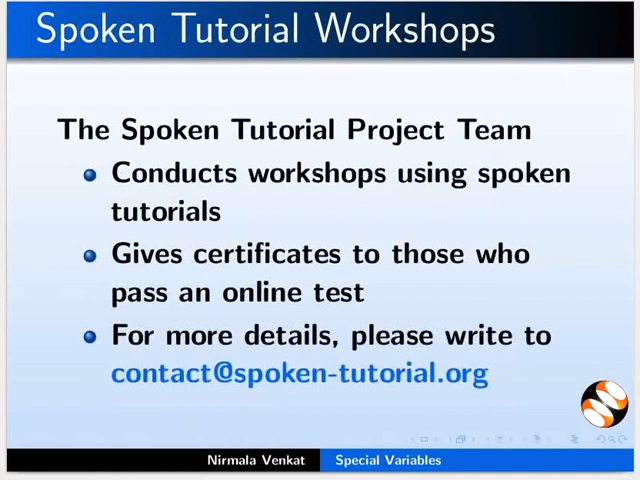 Spoken Tutorial Workshops
The Spoken Tutorial Project Team
Conducts workshops using spoken
tutorials
Gives certificates to those who
pass an online test
For more details, please write to
contact@spoken-tutorial.org
Nirmala Venkat Special Variables